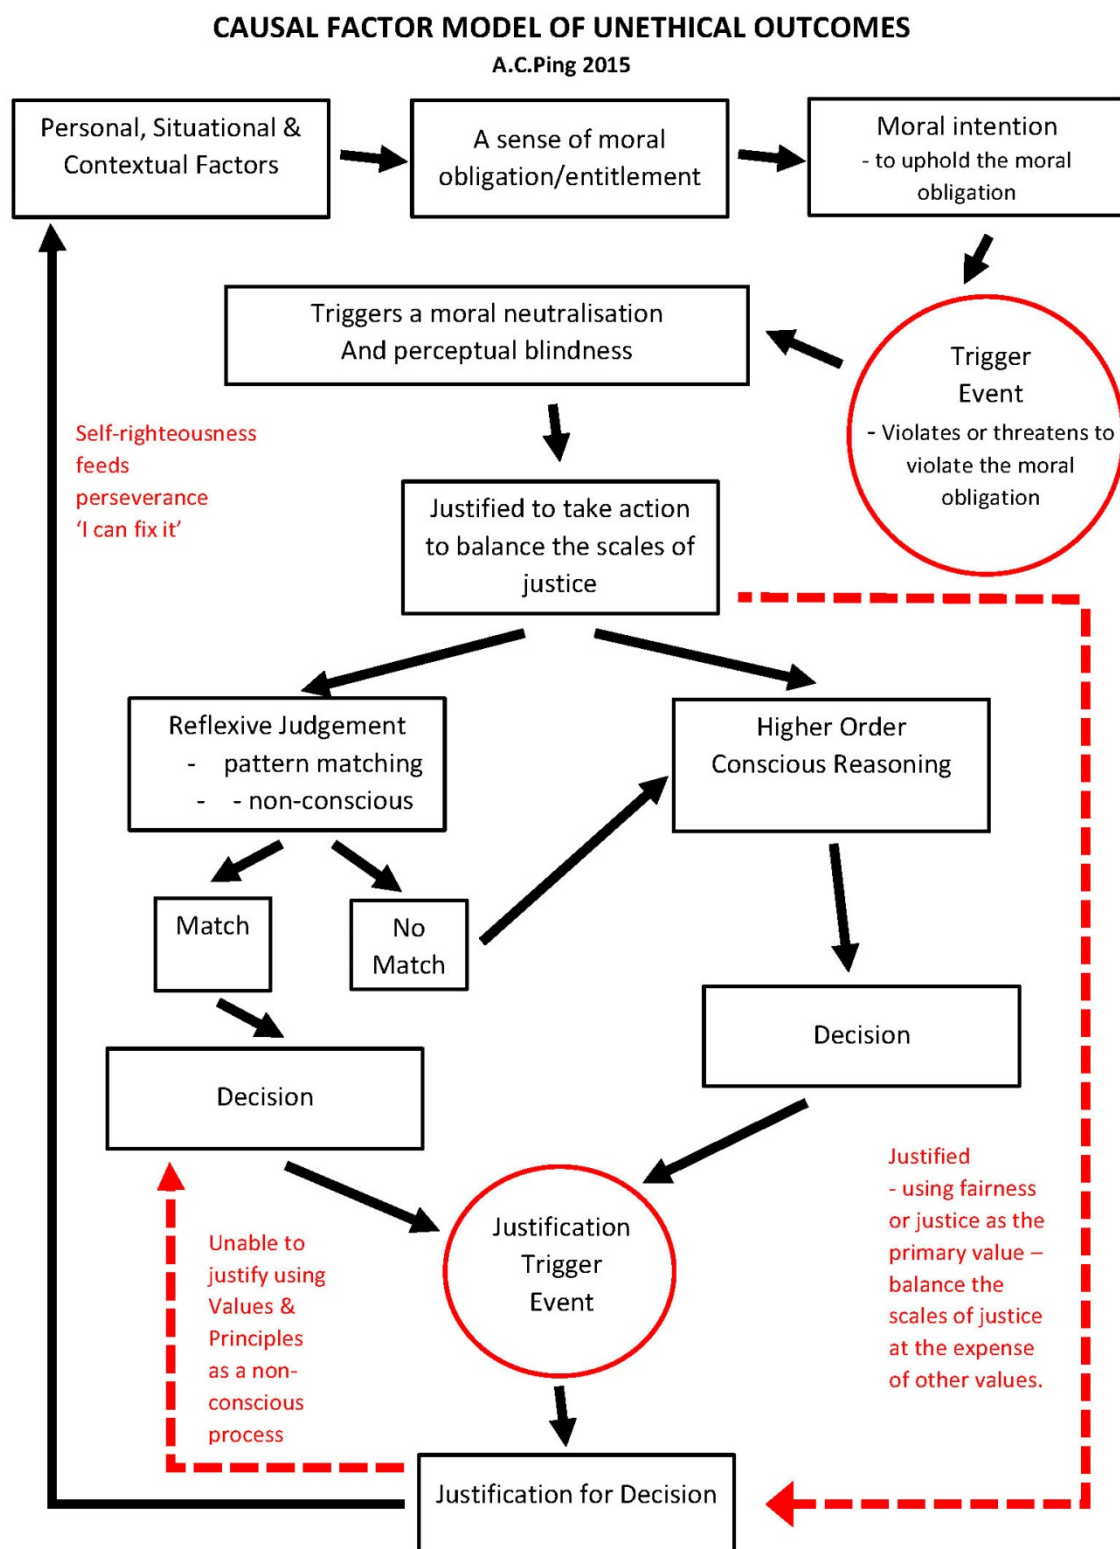 CAUSAL FACTOR MODEL OF UNETHICAL OUTCOMES
A.C.Ping 2015
Personal, Situational &
Contextual Factors
A sense of moral
obligation/entitlement
Moral intention
- to uphold the moral
obligation
Triggers a moral neutralisation
And perceptual blindness
Trigger
Event
- Violates or threatens to
violate the moral
obligation
Self-righteousness
feeds
perseverance
‘I can fix it’
Justified to take action
to balance the scales of
justice
Reflexive Judgement
- pattern matching
- - non-conscious
Higher Order
Conscious Reasoning
Match
No
Match
Decision
Decision
Justification
Trigger
Event
Unable to
justify using
Values &
Principles
as a non-
conscious
process
Justified
- using fairness
or justice as the
primary value –
balance the
scales of justice
at the expense
of other values.
Justification for Decision